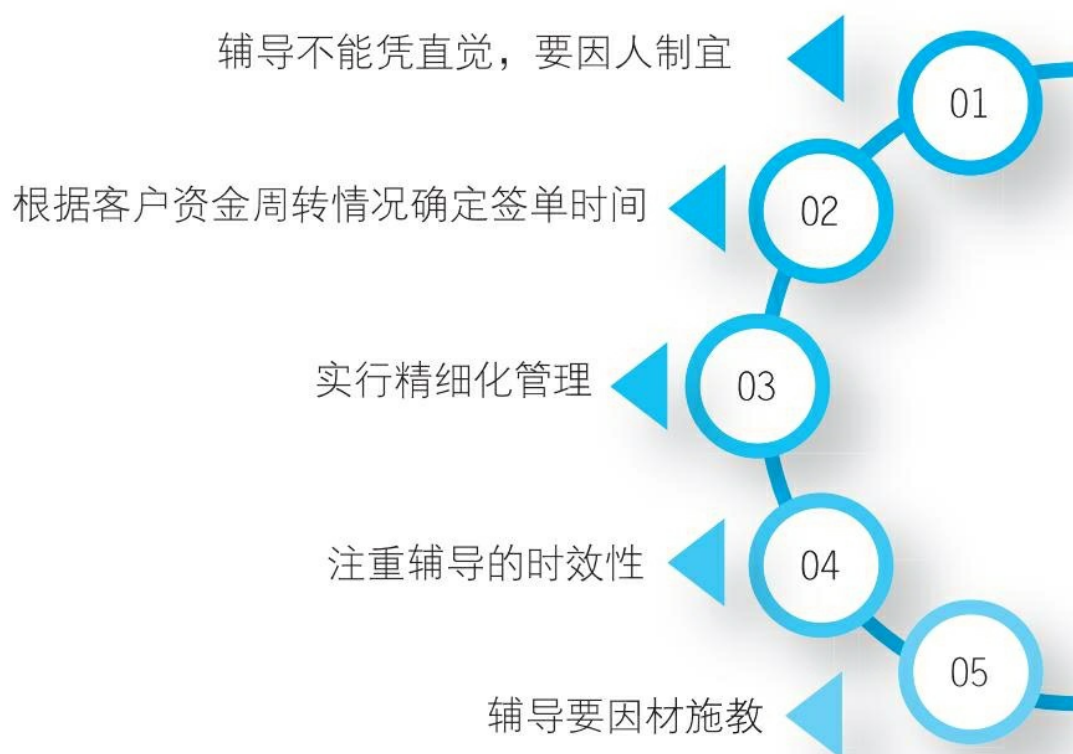 辅导不能凭直觉，要因人制宜
01
根据客户资金周转情况确定签单时间
02
实行精细化管理
03
注重辅导的时效性
04
辅导要因材施教
05